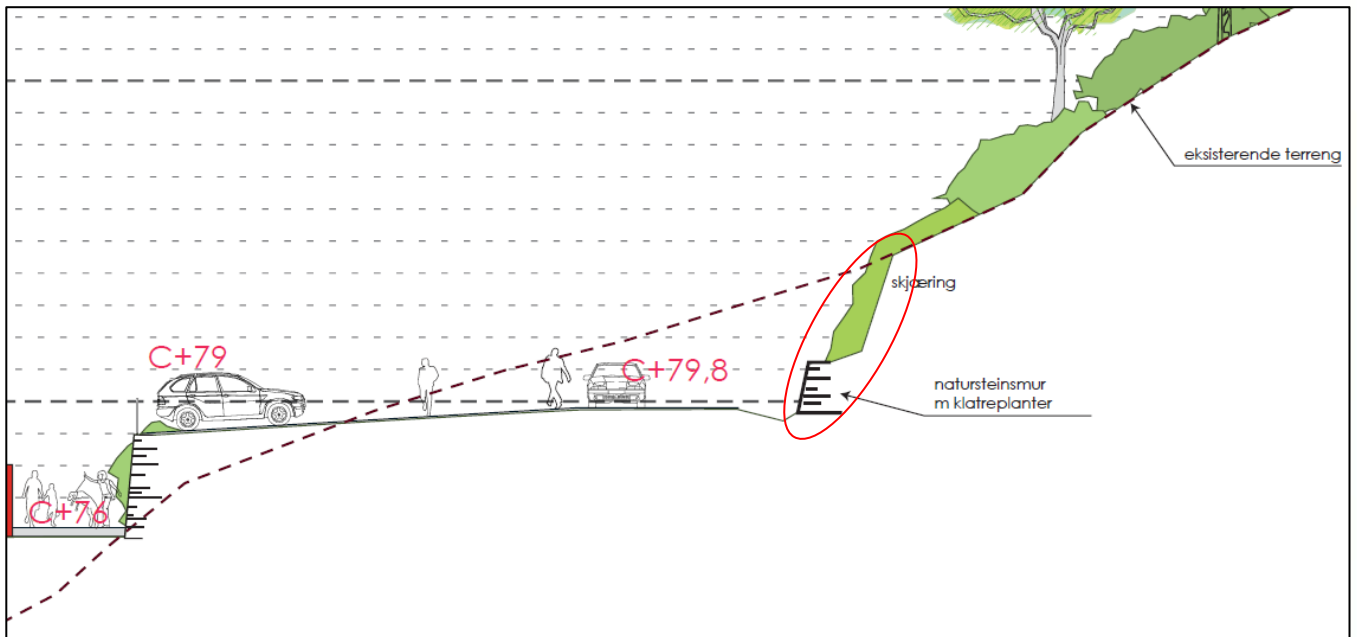 eksisterende terreng
skjæring
C+79
C+79,8
natursteinsmur
m klatreplanter
C+76